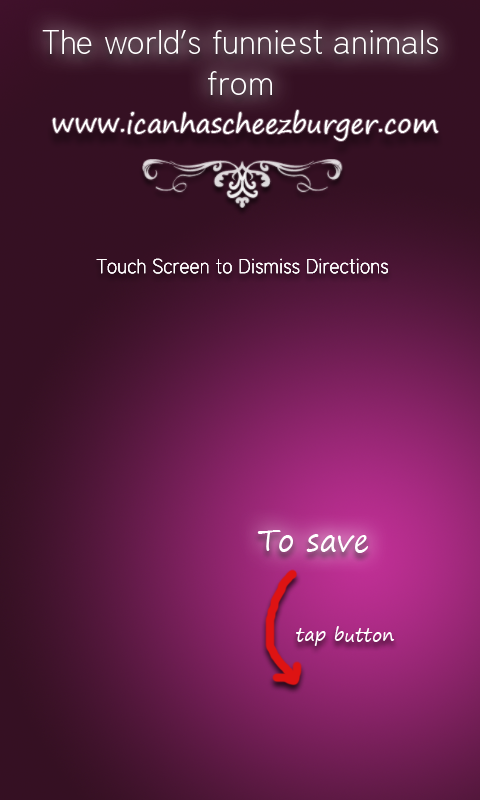 The world's funniest animals
from
www.icanhascheezburger.com
Touch Screen to Dismiss Directions
To save
tap button